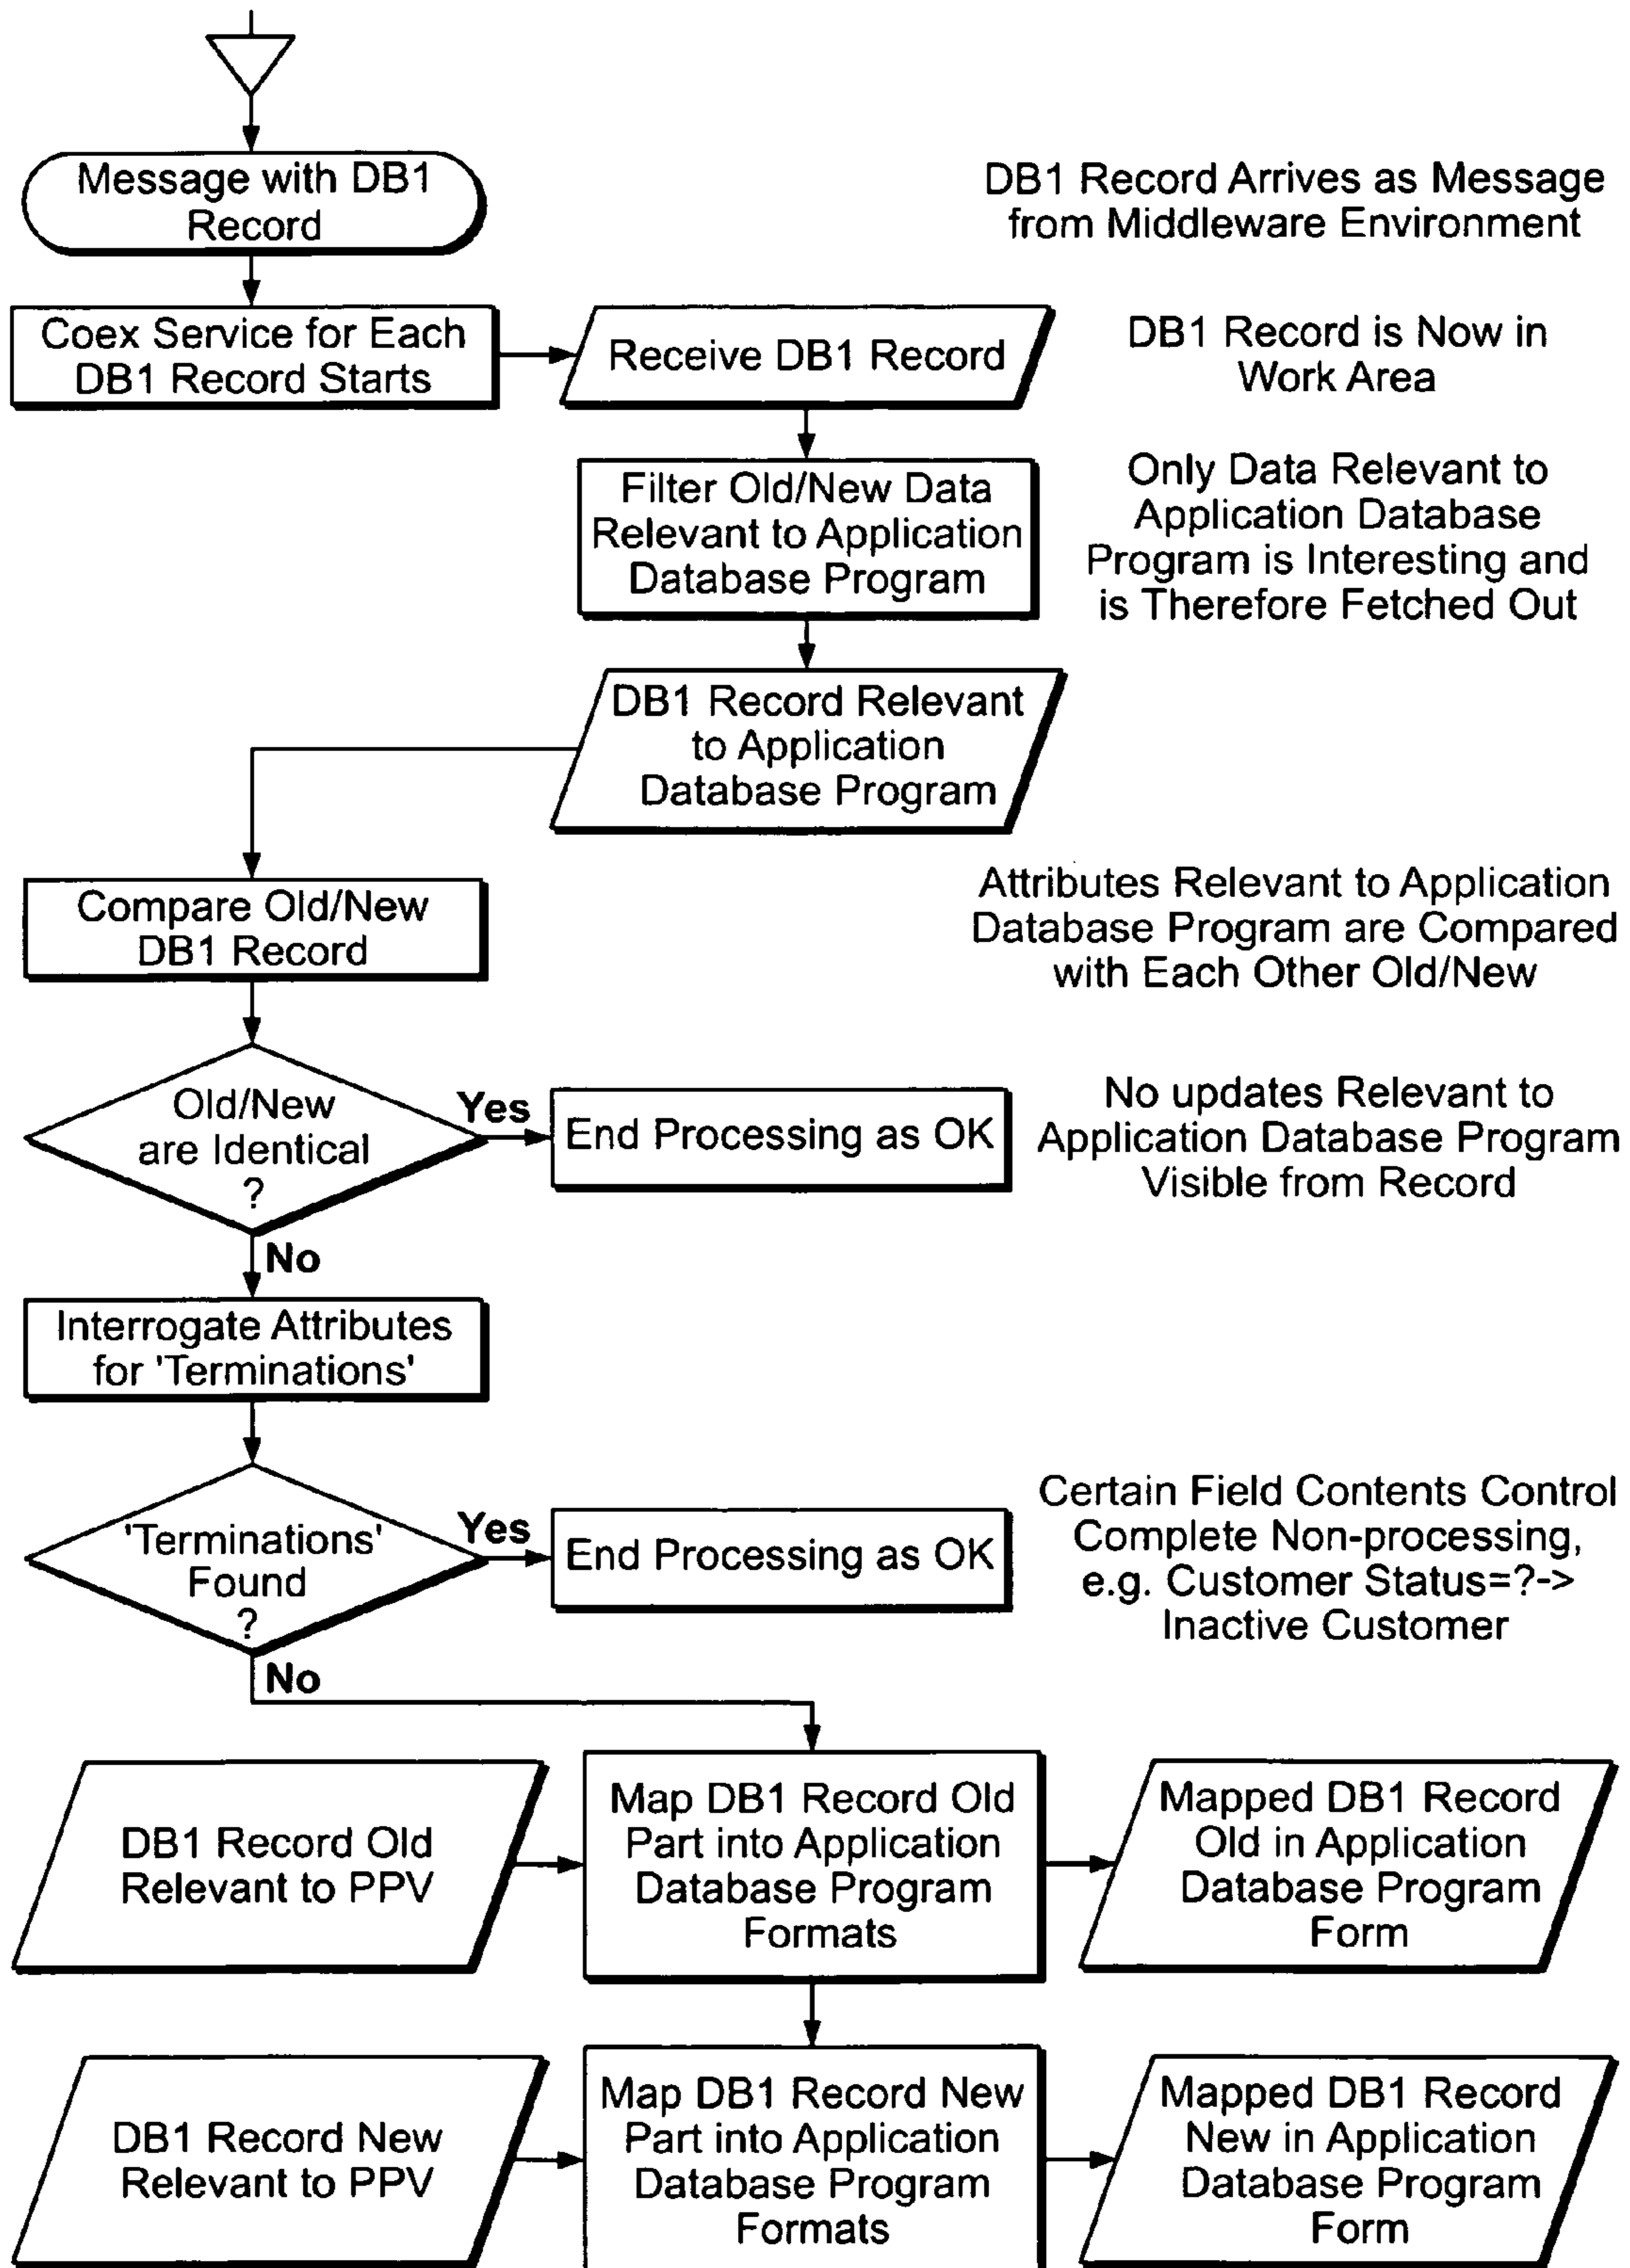 Message with DB1
Record
DB1 Record Arrives as Message
from Middleware Environment
Coex Service for Each
DB1 Record Starts
Receive DB1 Record
DB1 Record is Now in
Work Area
Filter Old/New Data
Relevant to Application
Database Program
Only Data Relevant to
Application Database
Program is Interesting and
is Therefore Fetched Out
DB1 Record Relevant
to Application
Database Program
Compare Old/New
DB1 Record
Attributes Relevant to Application
Database Program are Compared
with Each Other Old/New
Old/New
are Identical
?
Yes
End Processing as OK
No updates Relevant to
Application Database Program
Visible from Record
No
Interrogate Attributes
for 'Terminations'
'Terminations'
Found
?
Yes
End Processing as OK
Certain Field Contents Control
Complete Non-processing,
e.g. Customer Status=?->
Inactive Customer
No
DB1 Record Old
Relevant to PPV
Map DB1 Record Old
Part into Application
Database Program
Formats
Mapped DB1 Record
Old in Application
Database Program
Form
DB1 Record New
Relevant to PPV
Map DB1 Record New
Part into Application
Database Program
Formats
Mapped DB1 Record
New in Application
Database Program
Form